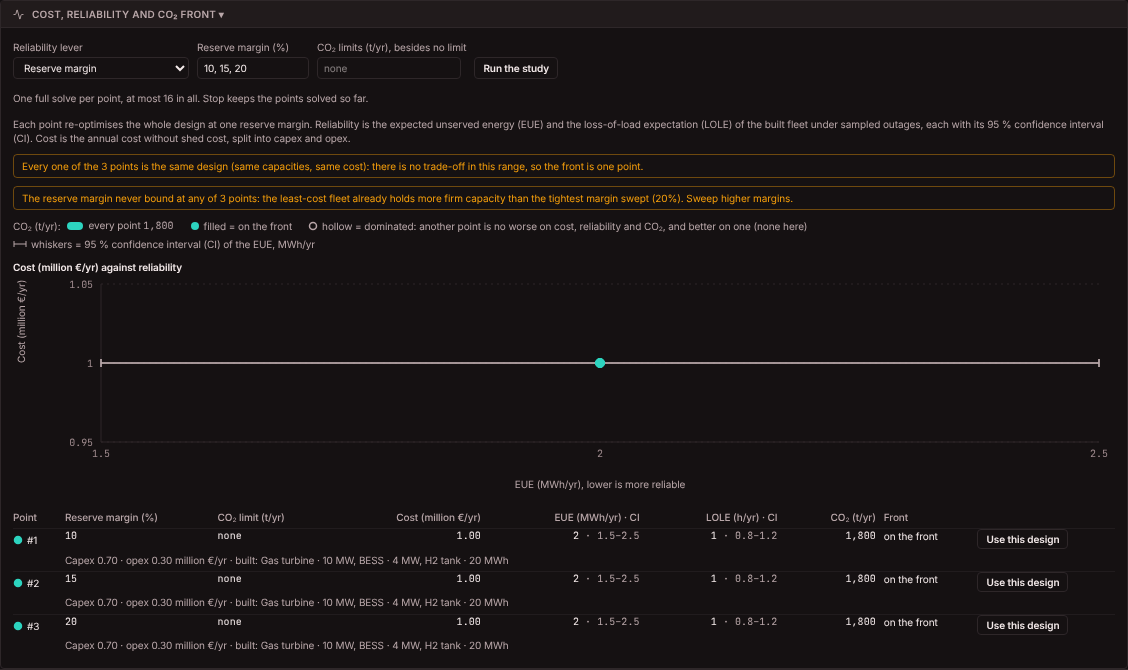 COST, RELIABILITY AND CO₂ FRONT ▾
Reliability lever
Reserve margin (%)
CO₂ limits (t/yr), besides no limit
Reserve margin
10, 15, 20
none
Run the study
One full solve per point, at most 16 in all. Stop keeps the points solved so far.
Each point re-optimises the whole design at one reserve margin. Reliability is the expected unserved energy (EUE) and the loss-of-load expectation (LOLE) of the built fleet under sampled outages, each with its 95 % confidence interval
(CI). Cost is the annual cost without shed cost, split into capex and opex.
Every one of the 3 points is the same design (same capacities, same cost): there is no trade-off in this range, so the front is one point.
The reserve margin never bound at any of 3 points: the least-cost fleet already holds more firm capacity than the tightest margin swept (20%). Sweep higher margins.
CO₂ (t/yr): every point 1,800 filled = on the front hollow = dominated: another point is no worse on cost, reliability and CO₂, and better on one (none here)
whiskers = 95 % confidence interval (CI) of the EUE, MWh/yr
Cost (million €/yr) against reliability
Cost (million €/yr)
1.05
1
0.95
1.5 2 2.5
EUE (MWh/yr), lower is more reliable
Point Reserve margin (%) CO₂ limit (t/yr) Cost (million €/yr) EUE (MWh/yr) · CI LOLE (h/yr) · CI CO₂ (t/yr) Front
#1 10 none 1.00 2 · 1.5–2.5 1 · 0.8–1.2 1,800 on the front Use this design
Capex 0.70 · opex 0.30 million €/yr · built: Gas turbine · 10 MW, BESS · 4 MW, H2 tank · 20 MWh
#2 15 none 1.00 2 · 1.5–2.5 1 · 0.8–1.2 1,800 on the front Use this design
Capex 0.70 · opex 0.30 million €/yr · built: Gas turbine · 10 MW, BESS · 4 MW, H2 tank · 20 MWh
#3 20 none 1.00 2 · 1.5–2.5 1 · 0.8–1.2 1,800 on the front Use this design
Capex 0.70 · opex 0.30 million €/yr · built: Gas turbine · 10 MW, BESS · 4 MW, H2 tank · 20 MWh